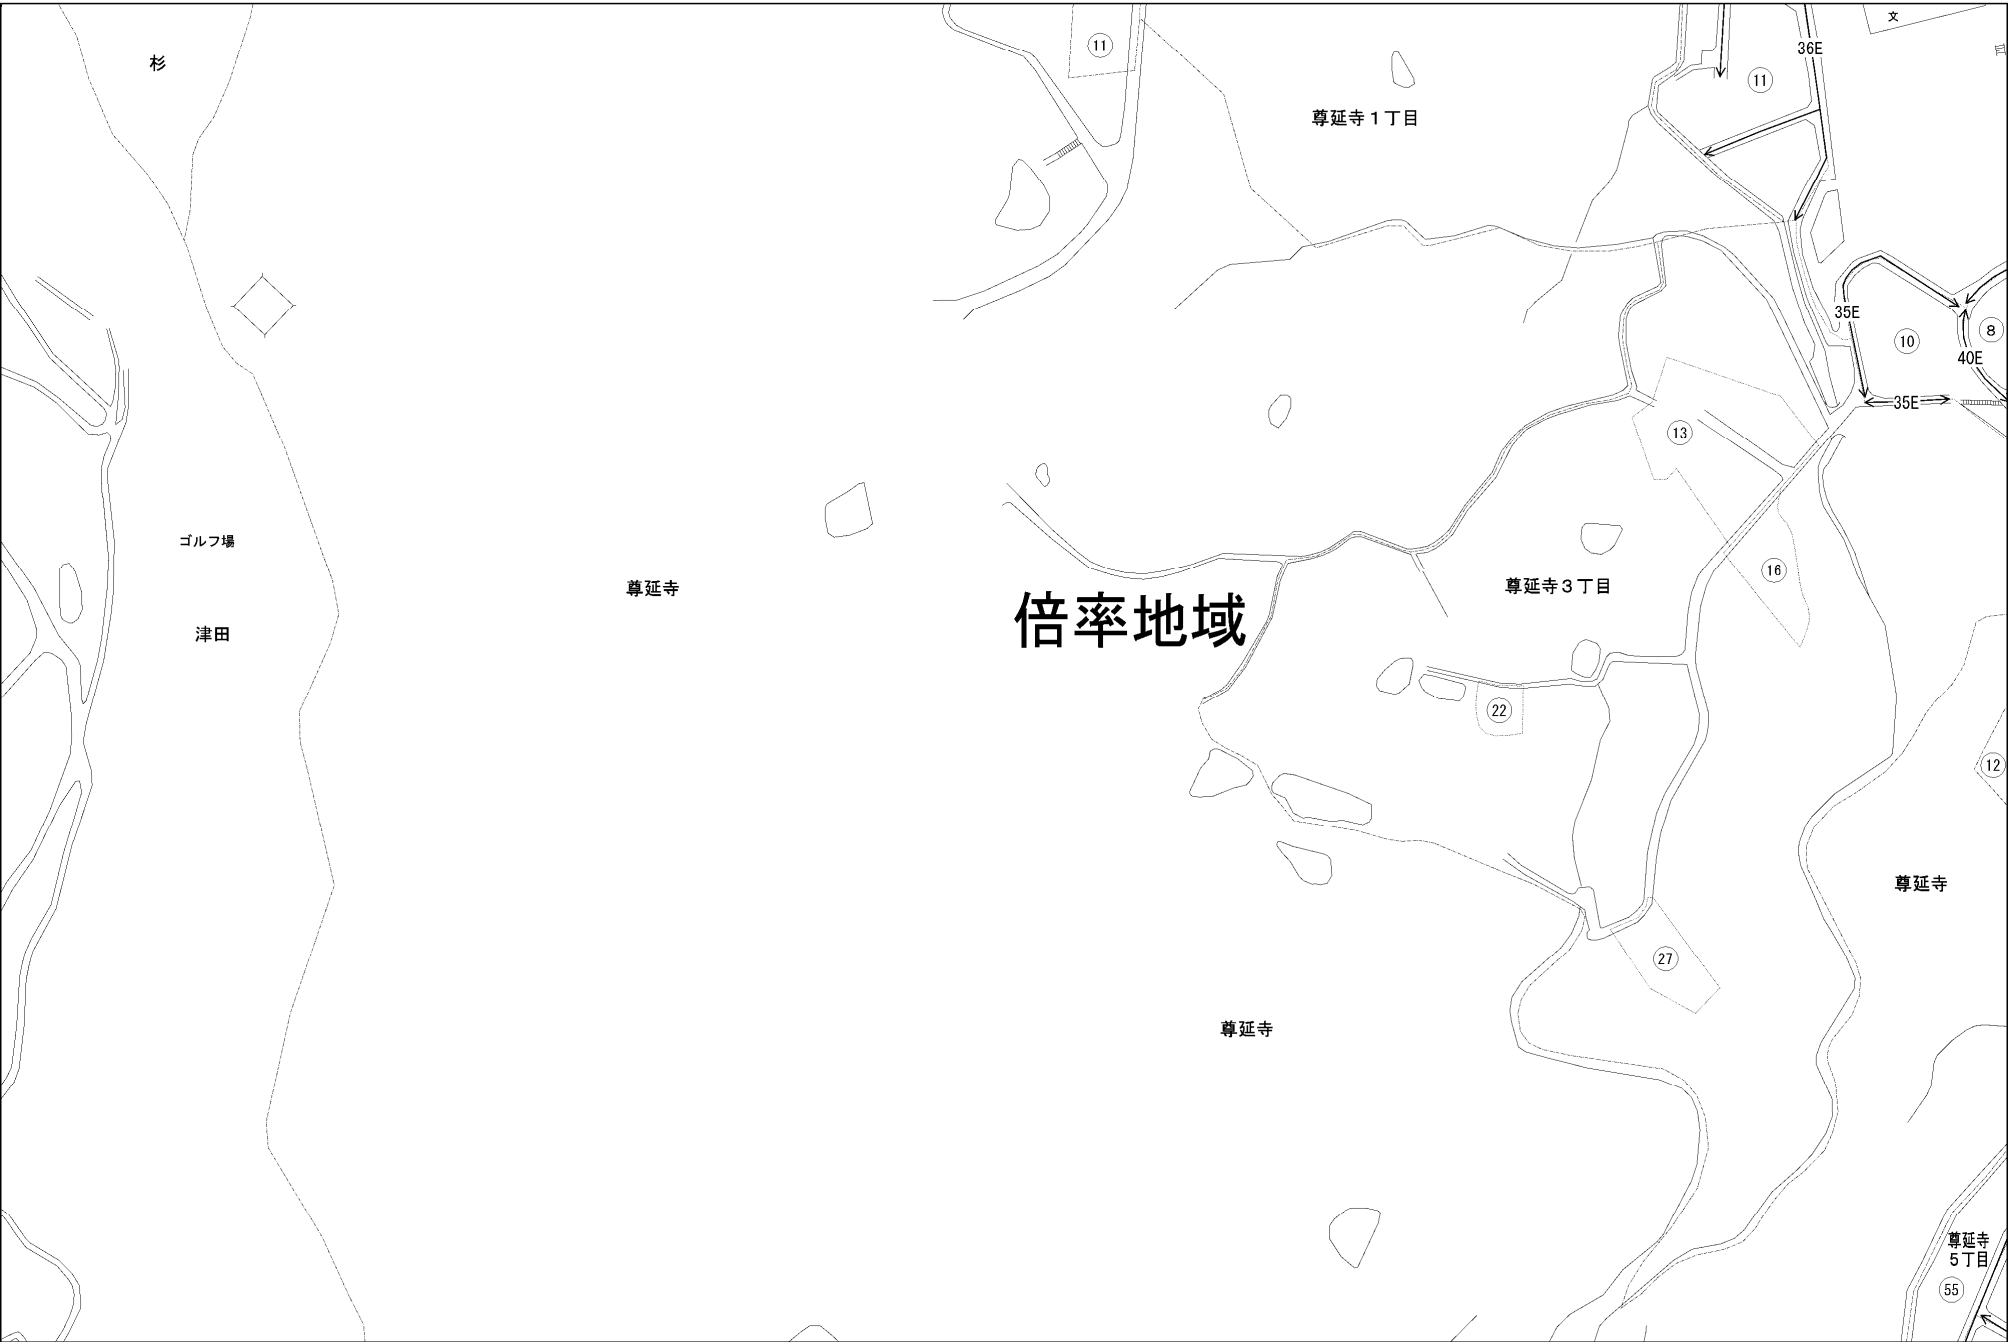 文
36E
杉
11
11
尊延寺１丁目
35E
8
10
40E
35E
13
ゴルフ場
16
尊延寺
尊延寺３丁目
倍率地域
津田
22
12
尊延寺
27
尊延寺
尊延寺
５丁目
55